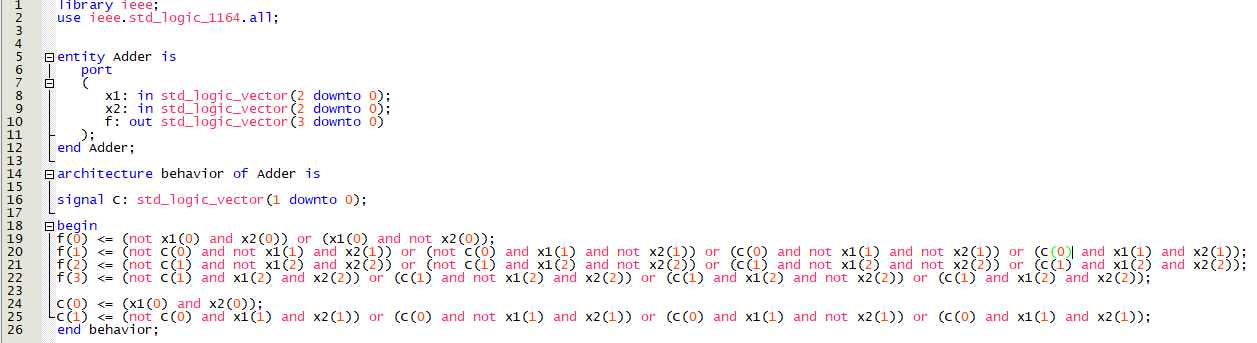 1 library ieee;
2 use ieee.std_logic_1164.all;
3
4
5 entity Adder is
6 port
7 (
8 x1: in std_logic_vector(2 downto 0);
9 x2: in std_logic_vector(2 downto 0);
10 f: out std_logic_vector(3 downto 0)
11 );
12 end Adder;
13
14 architecture behavior of Adder is
15
16 signal C: std_logic_vector(1 downto 0);
17
18 begin
19 f(0) <= (not x1(0) and x2(0)) or (x1(0) and not x2(0));
20 f(1) <= (not C(0) and not x1(1) and x2(1)) or (not C(0) and x1(1) and not x2(1)) or (C(0) and not x1(1) and not x2(1)) or (C(0) and x1(1) and x2(1));
21 f(2) <= (not C(1) and not x1(2) and x2(2)) or (not C(1) and x1(2) and not x2(2)) or (C(1) and not x1(2) and not x2(2)) or (C(1) and x1(2) and x2(2));
22 f(3) <= (not C(1) and x1(2) and x2(2)) or (C(1) and not x1(2) and x2(2)) or (C(1) and x1(2) and not x2(2)) or (C(1) and x1(2) and x2(2));
23
24 C(0) <= (x1(0) and x2(0));
25 C(1) <= (not C(0) and x1(1) and x2(1)) or (C(0) and not x1(1) and x2(1)) or (C(0) and x1(1) and not x2(1)) or (C(0) and x1(1) and x2(1));
26 end behavior;